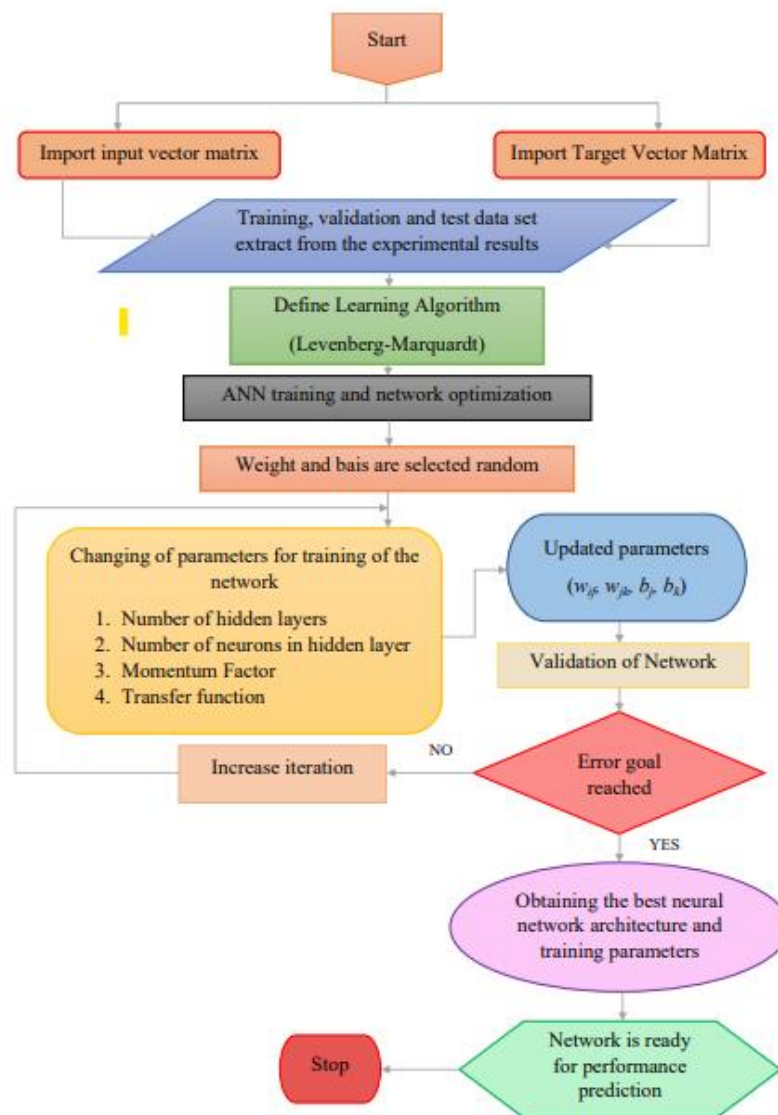 Start
Import input vector matrix
Import Target Vector Matrix
Training, validation and test data set
extract from the experimental results
Define Learning Algorithm
(Levenberg-Marquardt)
ANN training and network optimization
Weight and bais are selected random
Changing of parameters for training of the
network
1. Number of hidden layers
2. Number of neurons in hidden layer
3. Momentum Factor
4. Transfer function
Updated parameters
(wij, wjk, bj, bk)
Validation of Network
Error goal
reached
NO
Increase iteration
YES
Obtaining the best neural
network architecture and
training parameters
Network is ready
for performance
prediction
Stop